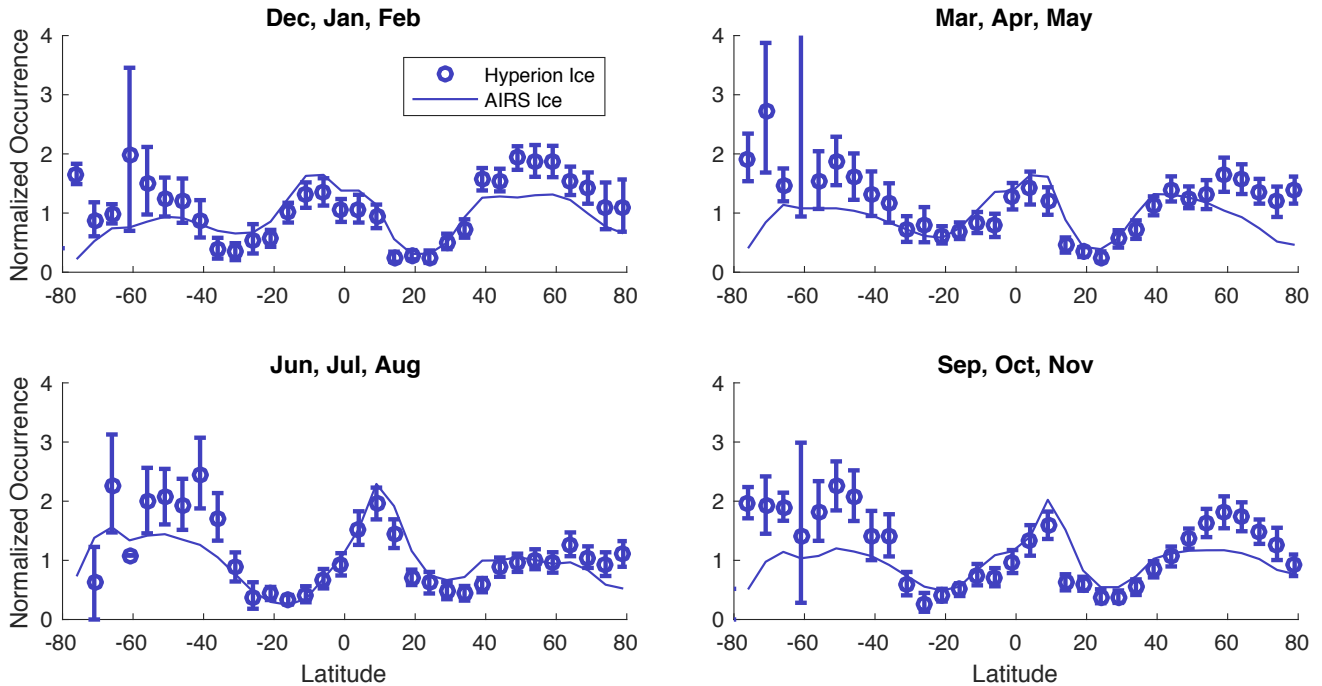 Dec, Jan, Feb
Normalized Occurrence
4
3
2
1
0
Hyperion Ice
AIRS Ice
-80 -60 -40 -20 0 20 40 60 80
Mar, Apr, May
4
3
2
1
0
-80 -60 -40 -20 0 20 40 60 80
Jun, Jul, Aug
Normalized Occurrence
4
3
2
1
0
-80 -60 -40 -20 0 20 40 60 80
Latitude
Sep, Oct, Nov
4
3
2
1
0
-80 -60 -40 -20 0 20 40 60 80
Latitude